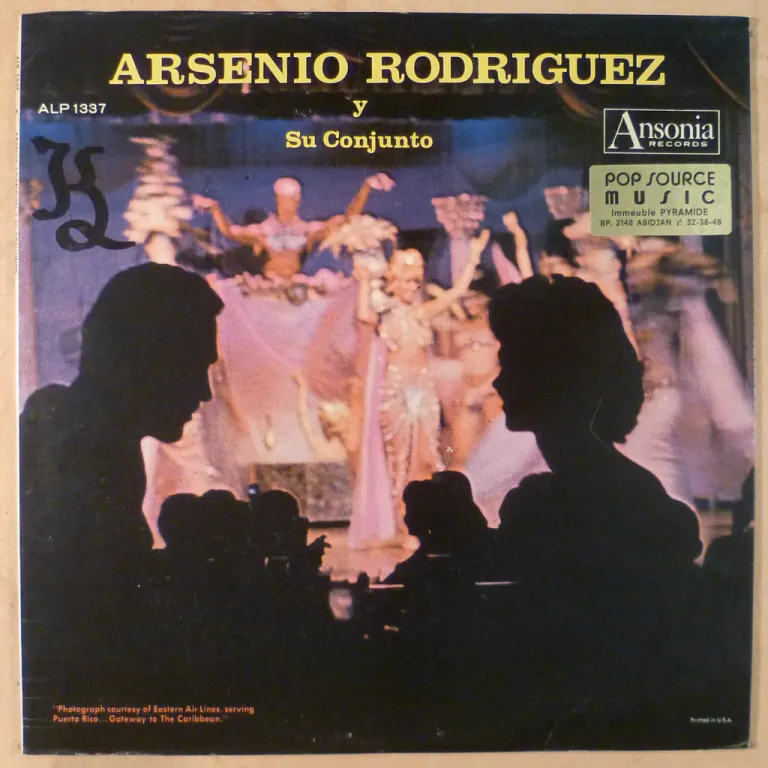 ARSENIO RODRIGUEZ
y
Su Conjunto
ALP 1337
Ansonia
RECORDS
POP SOURCE
MUSIC
Immeuble PYRAMIDE
BP. 2148 ABIDJAN 32-38-48
"Photograph courtesy of Eastern Air Lines, serving
Puerto Rico...Gateway to The Caribbean."
Printed in U.S.A.